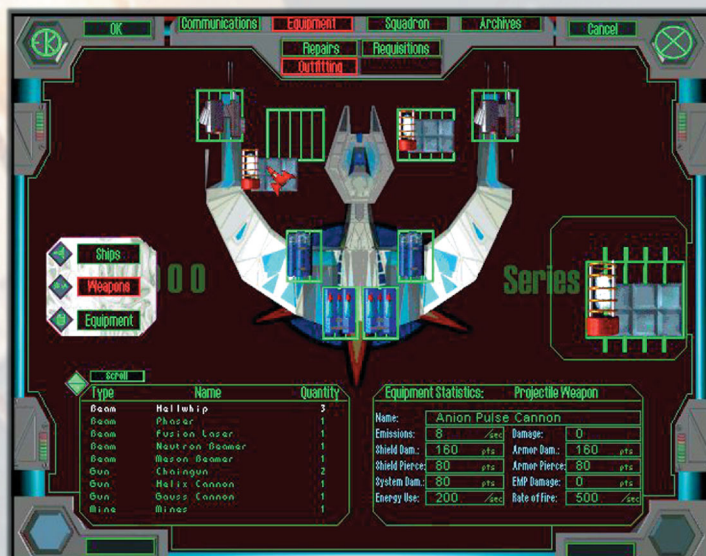 OK Communications Equipment Squadron Archives Cancel
Repairs Requisitions
Outfitting
Ships
Weapons
Equipment
000 Series
Scroll
Type Name Quantity
Beam Hellwhip 3
Beam Phaser 1
Beam Fusion Laser 1
Beam Neutron Beamer 1
Beam Meson Beamer 1
Gun Chaingun 2
Gun Helix Cannon 1
Gun Gauss Cannon 1
Mine Mines 1
Equipment Statistics: Projectile Weapon
Name: Anion Pulse Cannon
Emissions: 8 /sec Damage: 0
Shield Dam.: 160 pts Armor Dam.: 160 pts
Shield Pierce: 80 pts Armor Pierce: 80 pts
System Dam.: 80 pts EMP Damage: 0 pts
Energy Use: 200 /sec Rate of Fire: 500 /sec